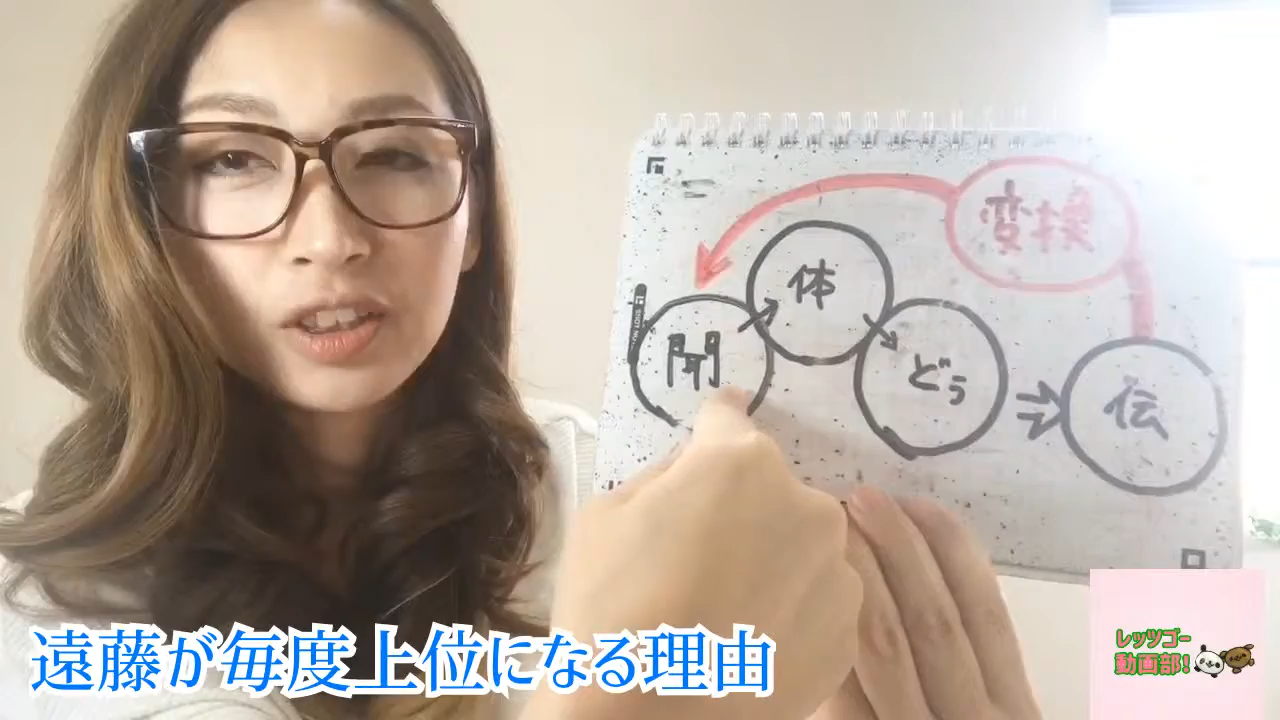 変換
体
聞
どう
伝
遠藤が毎度上位になる理由
レッツゴー
動画部!